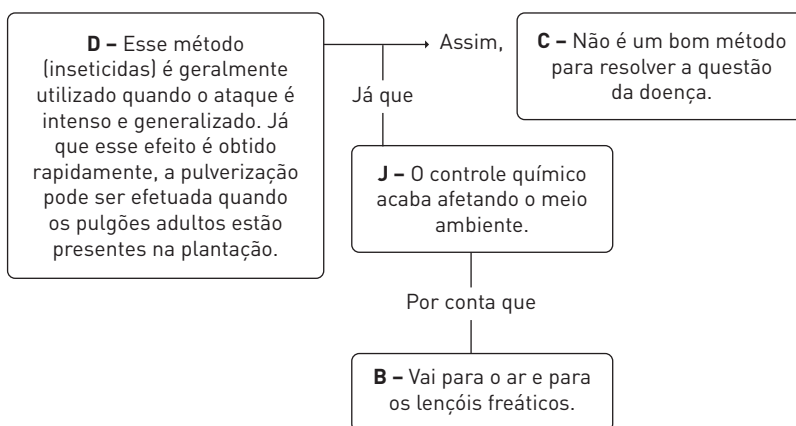 D – Esse método
(inseticidas) é geralmente
utilizado quando o ataque é
intenso e generalizado. Já
que esse efeito é obtido
rapidamente, a pulverização
pode ser efetuada quando
os pulgões adultos estão
presentes na plantação.
Assim,
C – Não é um bom método
para resolver a questão
da doença.
Já que
J – O controle químico
acaba afetando o meio
ambiente.
Por conta que
B – Vai para o ar e para
os lençóis freáticos.